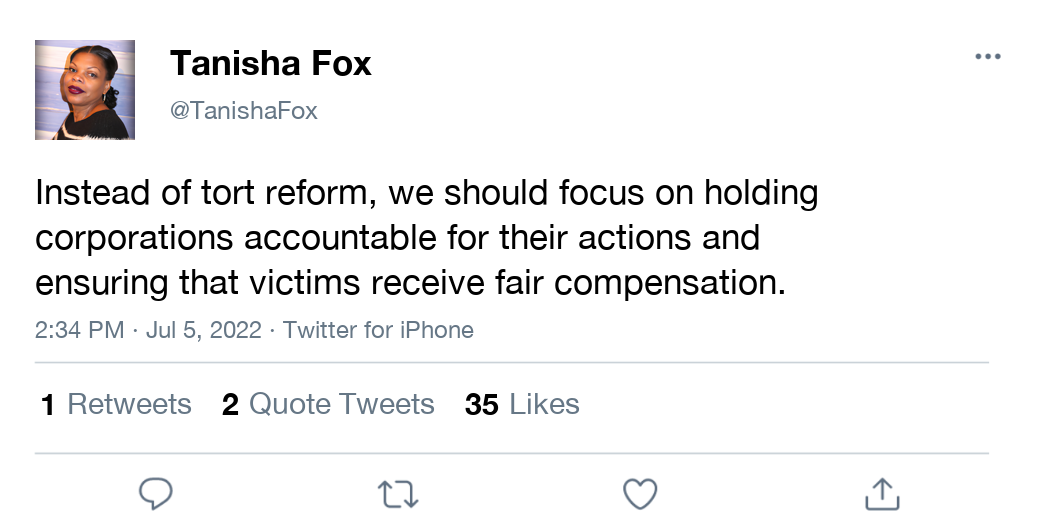 Tanisha Fox
@TanishaFox
Instead of tort reform, we should focus on holding
corporations accountable for their actions and
ensuring that victims receive fair compensation.
2:34 PM · Jul 5, 2022 · Twitter for iPhone
1 Retweets 2 Quote Tweets 35 Likes